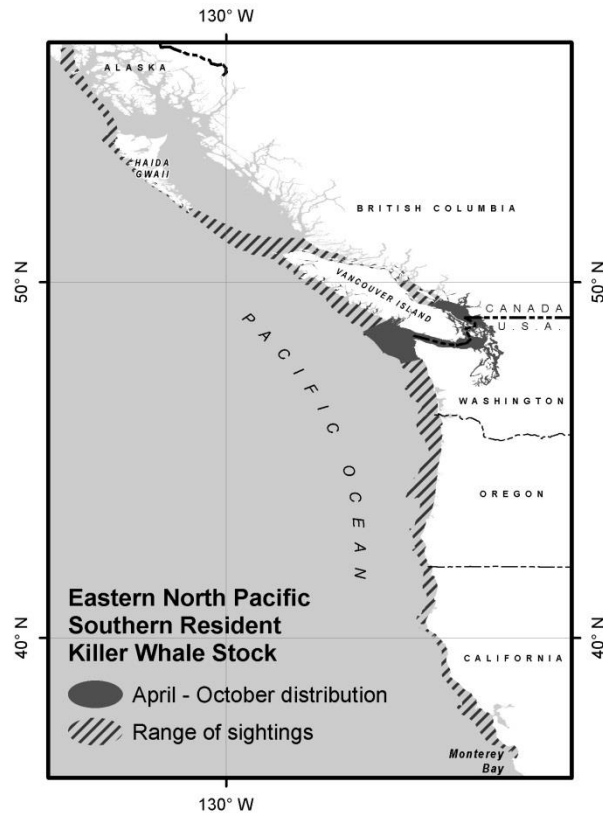 130° W
ALASKA
HAIDA
GWAII
BRITISH COLUMBIA
50° N
50° N
VANCOUVER ISLAND
CANADA
U.S.A.
PACIFIC OCEAN
WASHINGTON
OREGON
Eastern North Pacific
Southern Resident
Killer Whale Stock
40° N
40° N
CALIFORNIA
April - October distribution
Range of sightings
Monterey
Bay
130° W